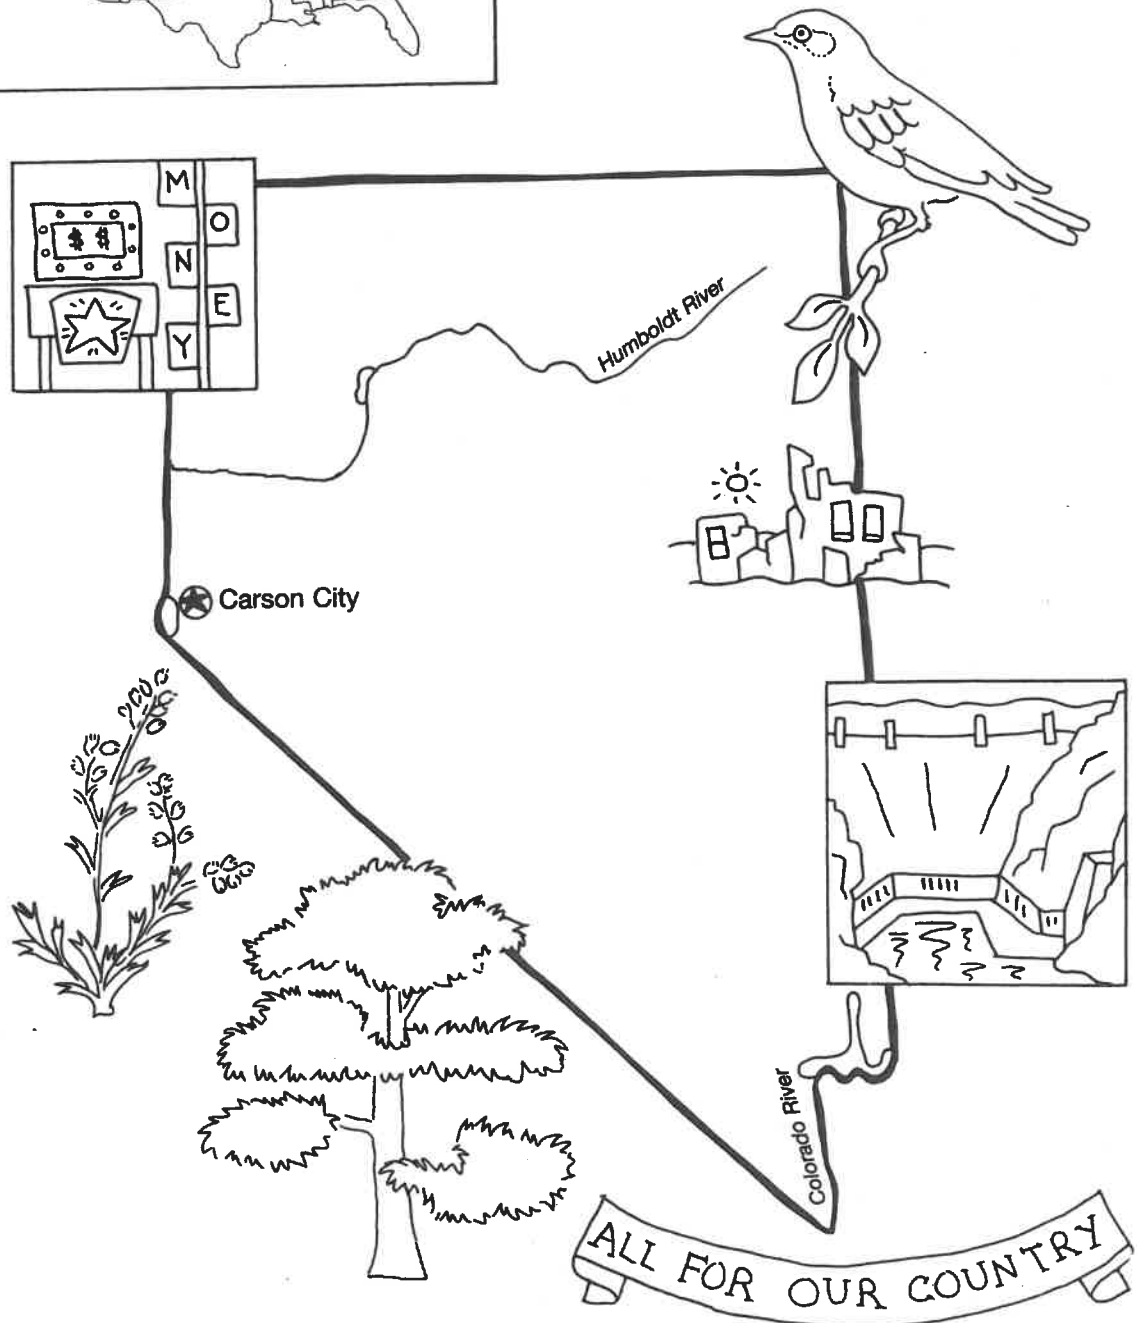 M
O
$ $
N
E
Y
Humboldt River
Carson City
Colorado River
ALL FOR OUR COUNTRY